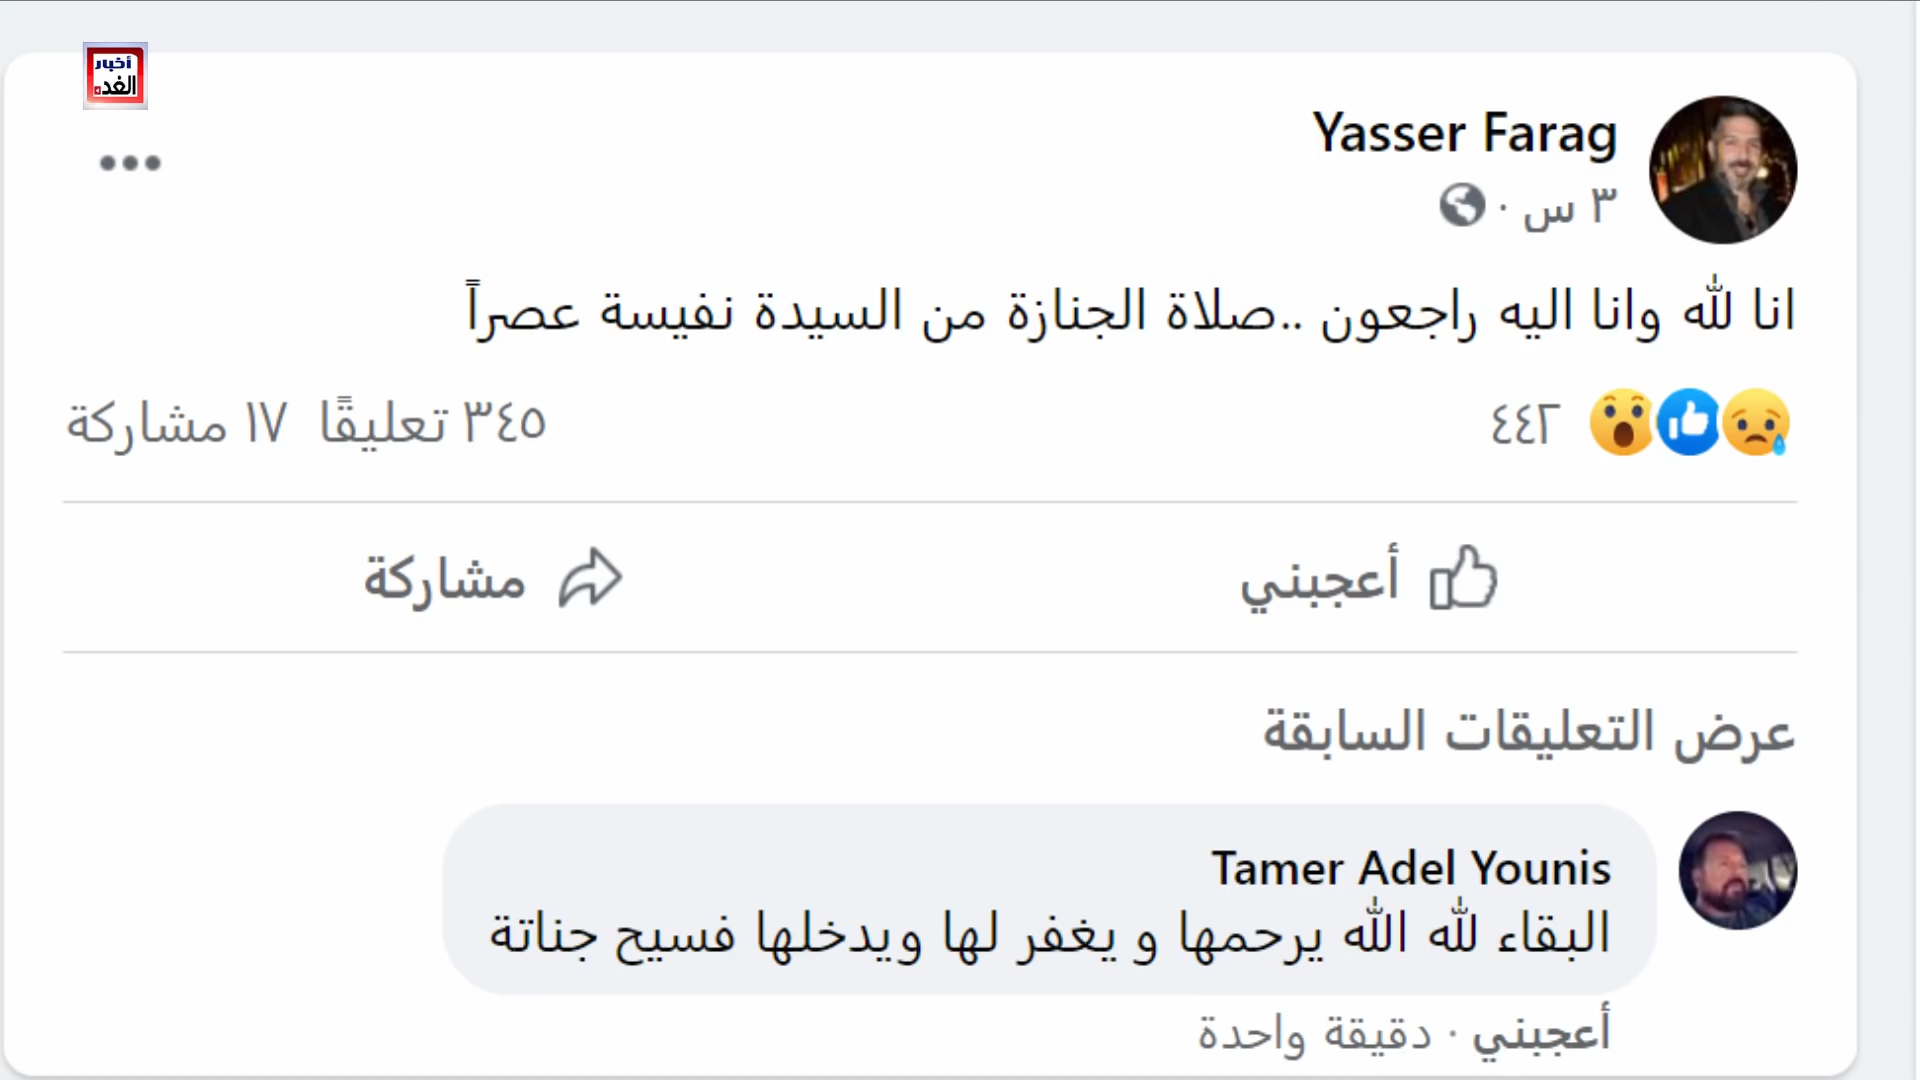 أخبار
الغد
Yasser Farag
٣ س ·
انا لله وانا اليه راجعون ..صلاة الجنازة من السيدة نفيسة عصراً
٤٤٢
٣٤٥ تعليقًا ١٧ مشاركة
أعجبني
مشاركة
عرض التعليقات السابقة
Tamer Adel Younis
البقاء لله الله يرحمها و يغفر لها ويدخلها فسيح جناتة
أعجبني · دقيقة واحدة